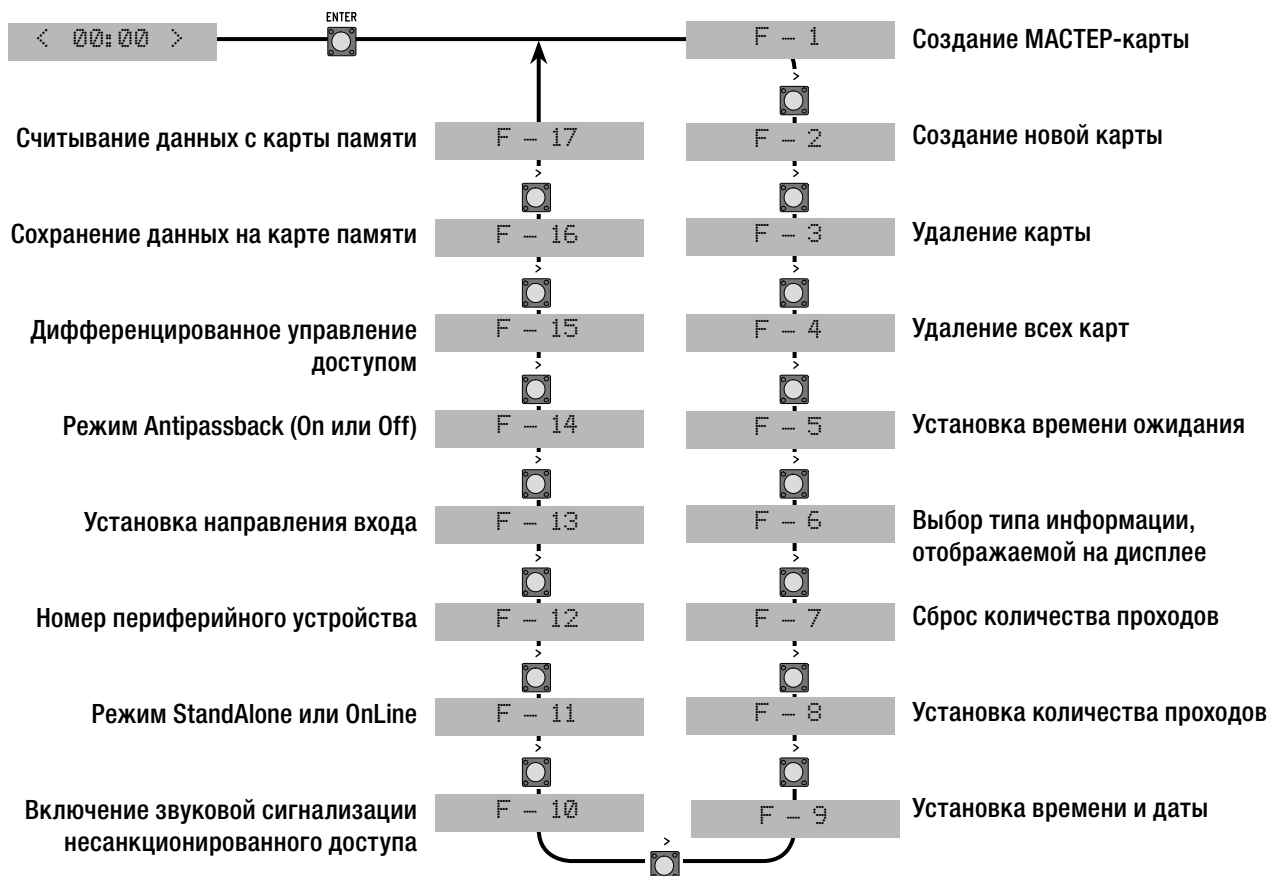 ENTER
< 00:00 >
F – 1
Создание МАСТЕР-карты
>
Считывание данных с карты памяти
F – 17
F – 2
Создание новой карты
>
>
Сохранение данных на карте памяти
F – 16
F – 3
Удаление карты
>
>
Дифференцированное управление
доступом
F – 15
F – 4
Удаление всех карт
>
>
Режим Antipassback (On или Off)
F – 14
F – 5
Установка времени ожидания
>
>
Установка направления входа
F – 13
F – 6
Выбор типа информации,
отображаемой на дисплее
>
>
Номер периферийного устройства
F – 12
F – 7
Сброс количества проходов
>
>
Режим StandAlone или OnLine
F – 11
F – 8
Установка количества проходов
>
>
Включение звуковой сигнализации
несанкционированного доступа
F – 10
F – 9
Установка времени и даты
>